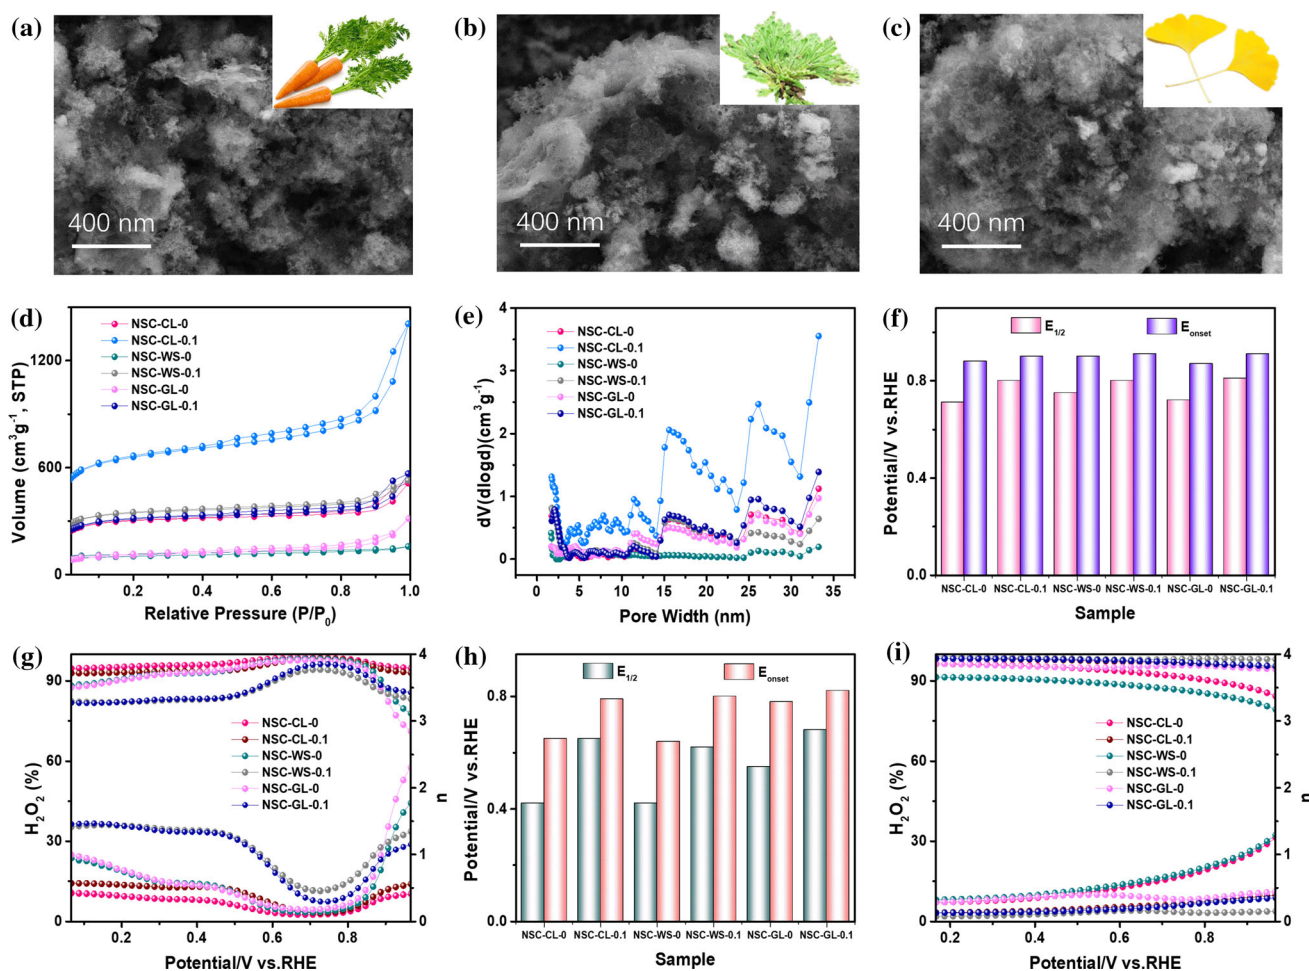 (a)
400 nm
(b)
400 nm
(c)
400 nm
(d)
NSC-CL-0
NSC-CL-0.1
NSC-WS-0
NSC-WS-0.1
NSC-GL-0
NSC-GL-0.1
1200
600
0
0.0 0.2 0.4 0.6 0.8 1.0
Volume (cm³g⁻¹, STP)
Relative Pressure (P/P₀)
(e)
NSC-CL-0
NSC-CL-0.1
NSC-WS-0
NSC-WS-0.1
NSC-GL-0
NSC-GL-0.1
4
3
2
1
0
0 5 10 15 20 25 30 35
dV(dlogd)(cm³g⁻¹)
Pore Width (nm)
(f)
E₁/₂
E_onset
0.8
0.4
0.0
NSC-CL-0 NSC-CL-0.1 NSC-WS-0 NSC-WS-0.1 NSC-GL-0 NSC-GL-0.1
Potential/V vs.RHE
Sample
(g)
NSC-CL-0
NSC-CL-0.1
NSC-WS-0
NSC-WS-0.1
NSC-GL-0
NSC-GL-0.1
90
60
30
0
4
3
2
1
0
0.2 0.4 0.6 0.8
H₂O₂ (%)
n
Potential/V vs.RHE
(h)
E₁/₂
E_onset
0.8
0.4
0.0
NSC-CL-0 NSC-CL-0.1 NSC-WS-0 NSC-WS-0.1 NSC-GL-0 NSC-GL-0.1
Potential/V vs.RHE
Sample
(i)
NSC-CL-0
NSC-CL-0.1
NSC-WS-0
NSC-WS-0.1
NSC-GL-0
NSC-GL-0.1
90
60
30
0
4
3
2
1
0
0.2 0.4 0.6 0.8
H₂O₂ (%)
n
Potential/V vs.RHE